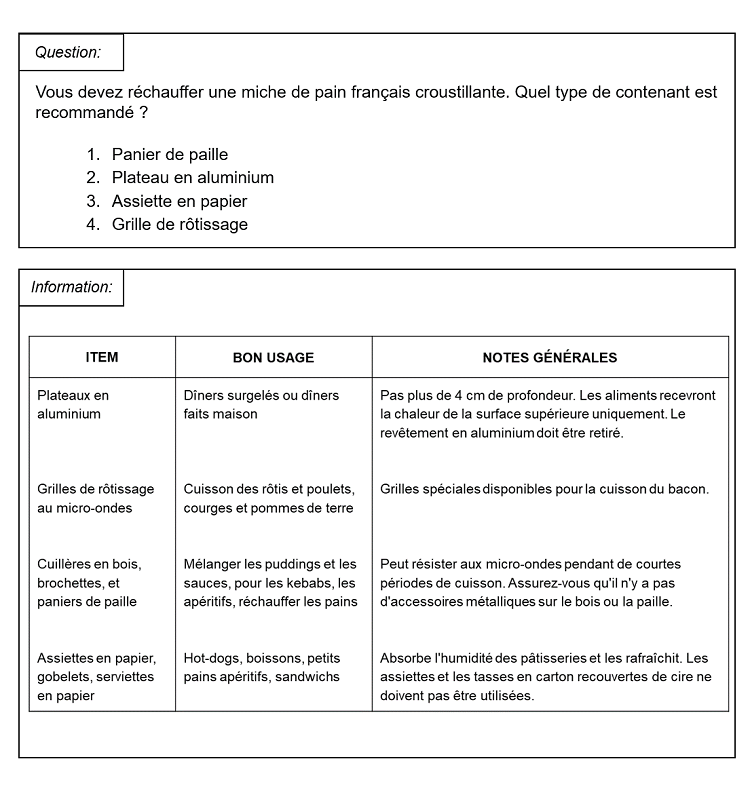 Question:
Vous devez réchauffer une miche de pain français croustillante. Quel type de contenant est
recommandé ?
1. Panier de paille
2. Plateau en aluminium
3. Assiette en papier
4. Grille de rôtissage
Information:
ITEM BON USAGE NOTES GÉNÉRALES
Plateaux en Dîners surgelés ou dîners Pas plus de 4 cm de profondeur. Les aliments recevront
aluminium faits maison la chaleur de la surface supérieure uniquement. Le
revêtement en aluminium doit être retiré.
Grilles de rôtissage Cuisson des rôtis et poulets, Grilles spéciales disponibles pour la cuisson du bacon.
au micro-ondes courges et pommes de terre
Cuillères en bois, Mélanger les puddings et les Peut résister aux micro-ondes pendant de courtes
brochettes, et sauces, pour les kebabs, les périodes de cuisson. Assurez-vous qu'il n'y a pas
paniers de paille apéritifs, réchauffer les pains d'accessoires métalliques sur le bois ou la paille.
Assiettes en papier, Hot-dogs, boissons, petits Absorbe l'humidité des pâtisseries et les rafraîchit. Les
gobelets, serviettes pains apéritifs, sandwichs assiettes et les tasses en carton recouvertes de cire ne
en papier doivent pas être utilisées.